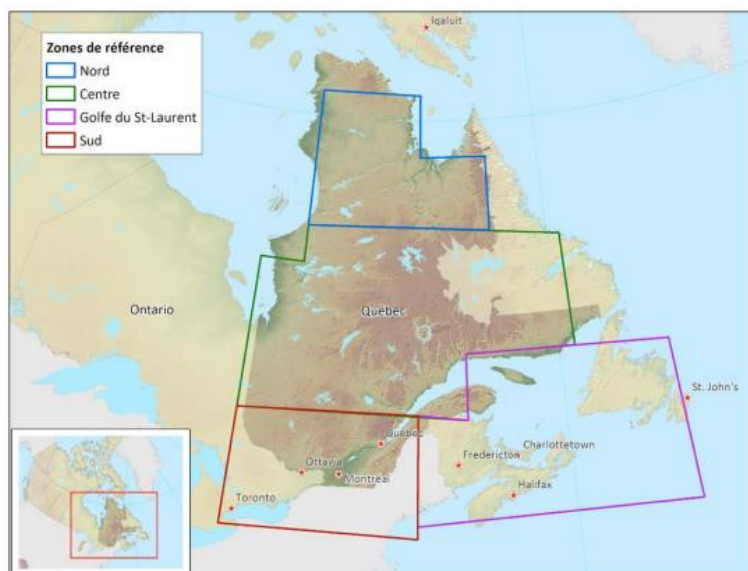 Iqaluit
Zones de référence
Nord
Centre
Golfe du St-Laurent
Sud
Ontario
Québec
St. John's
Québec
Charlottetown
Fredericton
Ottawa
Montréal
Halifax
Toronto